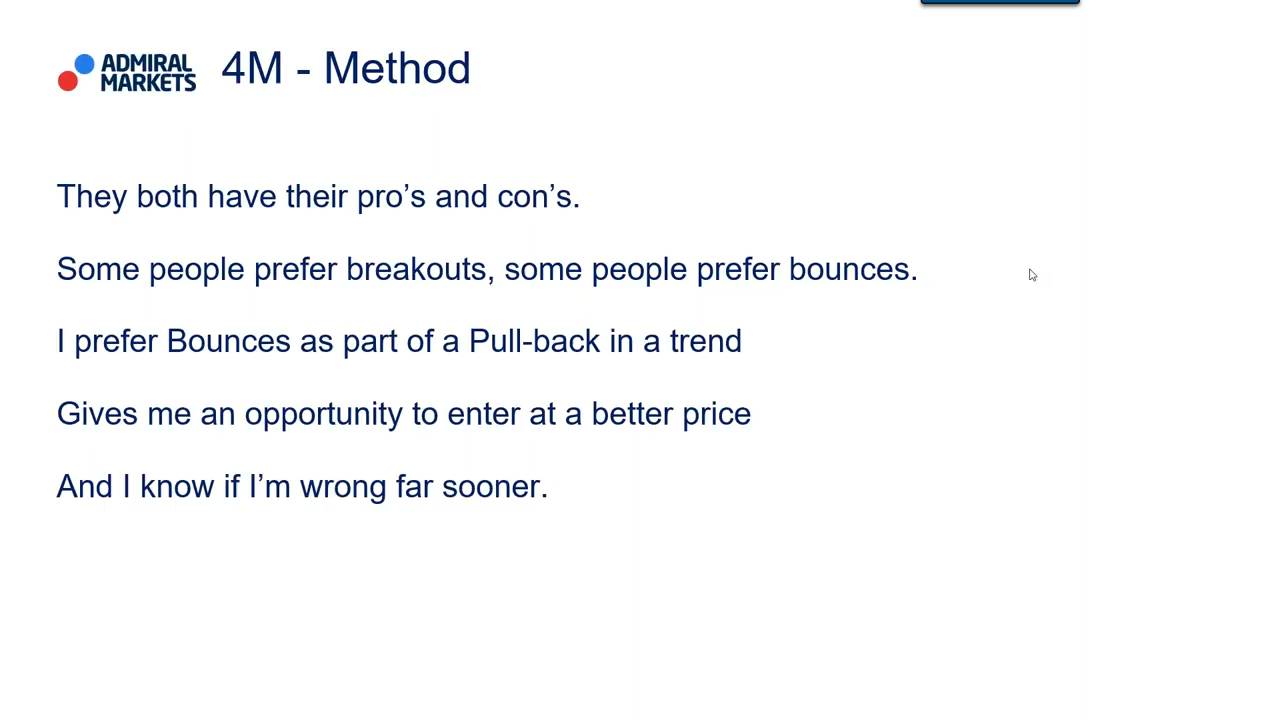 ADMIRAL
MARKETS
4M - Method
They both have their pro’s and con’s.
Some people prefer breakouts, some people prefer bounces.
I prefer Bounces as part of a Pull-back in a trend
Gives me an opportunity to enter at a better price
And I know if I’m wrong far sooner.